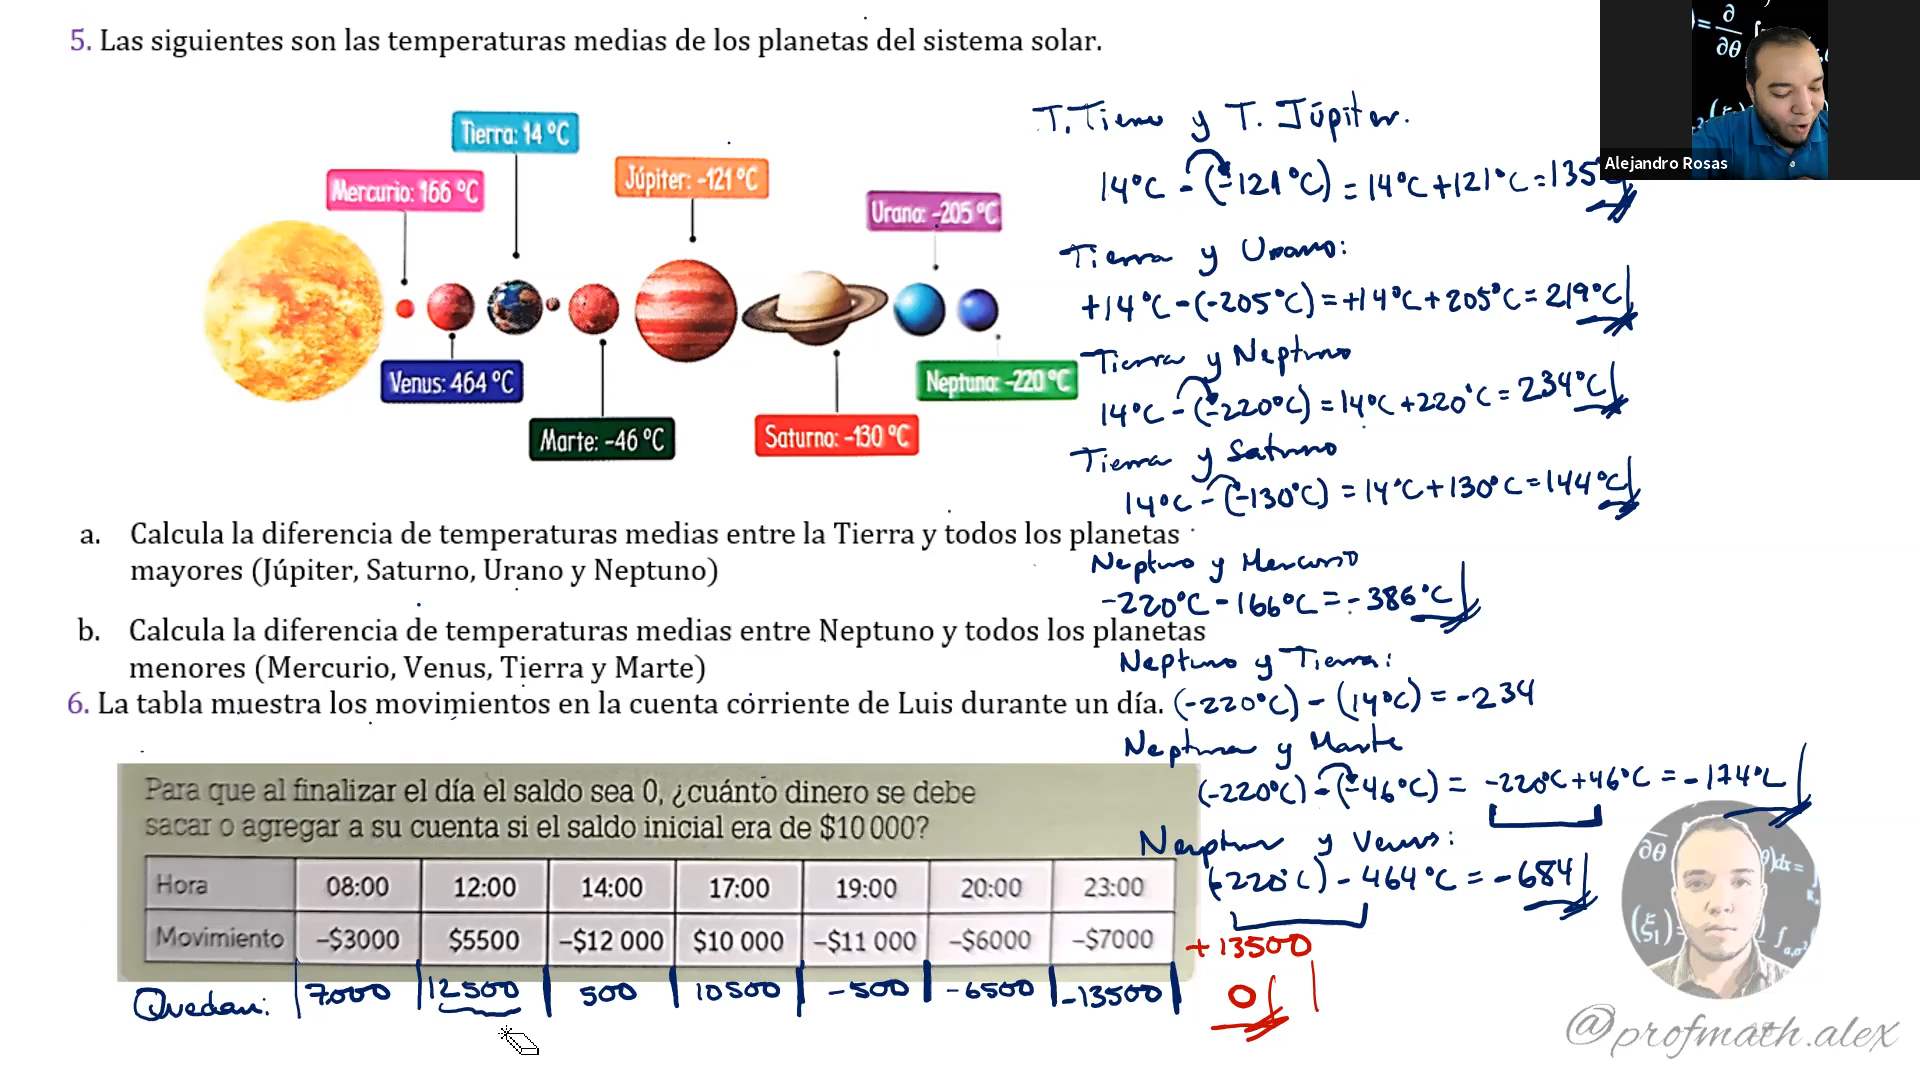 5. Las siguientes son las temperaturas medias de los planetas del sistema solar.
Tierra: 14 °C
Mercurio: 166 °C
Júpiter: -121 °C
Urano: -205 °C
Venus: 464 °C
Neptuno: -220 °C
Marte: -46 °C
Saturno: -130 °C
a. Calcula la diferencia de temperaturas medias entre la Tierra y todos los planetas
mayores (Júpiter, Saturno, Urano y Neptuno)
b. Calcula la diferencia de temperaturas medias entre Neptuno y todos los planetas
menores (Mercurio, Venus, Tierra y Marte)
6. La tabla muestra los movimientos en la cuenta corriente de Luis durante un día.
Para que al finalizar el día el saldo sea 0, ¿cuánto dinero se debe
sacar o agregar a su cuenta si el saldo inicial era de $10 000?
Hora 08:00 12:00 14:00 17:00 19:00 20:00 23:00
Movimiento -$3000 $5500 -$12 000 $10 000 -$11 000 -$6000 -$7000
Quedan: 7000 12500 500 10500 -500 -6500 -13500
+13500
0
T. Tierra y T. Júpiter.
14°C - (-121°C) = 14°C + 121°C = 135
Tierra y Urano:
+14°C - (-205°C) = +14°C + 205°C = 219°C
Tierra y Neptuno
14°C - (-220°C) = 14°C + 220°C = 234°C
Tierra y Saturno
14°C - (-130°C) = 14°C + 130°C = 144°C
Neptuno y Mercurio
-220°C - 166°C = -386°C
Neptuno y Tierra:
(-220°C) - (14°C) = -234
Neptuno y Marte
(-220°C) - (-46°C) = -220°C + 46°C = -174°C
Neptuno y Venus:
(-220°C) - 464°C = -684
Alejandro Rosas
@profmath.alex